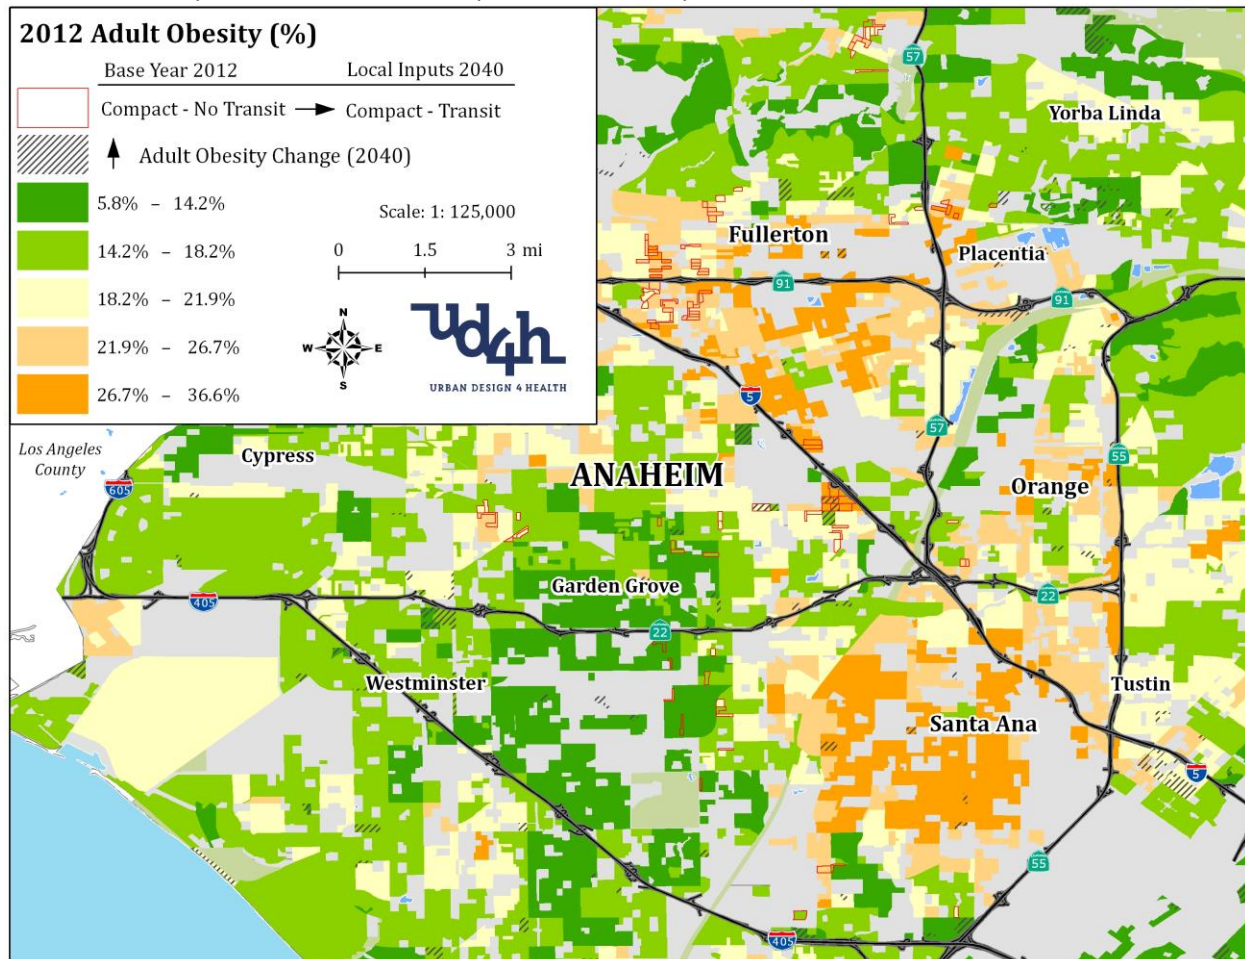 2012 Adult Obesity (%)
Base Year 2012 Local Inputs 2040
Compact - No Transit Compact - Transit
Adult Obesity Change (2040)
5.8% – 14.2%
14.2% – 18.2%
18.2% – 21.9%
21.9% – 26.7%
26.7% – 36.6%
Scale: 1: 125,000
0 1.5 3 mi
N
W E
S
ud4h
URBAN DESIGN 4 HEALTH
57
Yorba Linda
Fullerton
Placentia
91
91
5
57
Los Angeles
County
Cypress
605
ANAHEIM
Orange
55
Garden Grove
405
22
22
Westminster
Tustin
Santa Ana
5
55
405